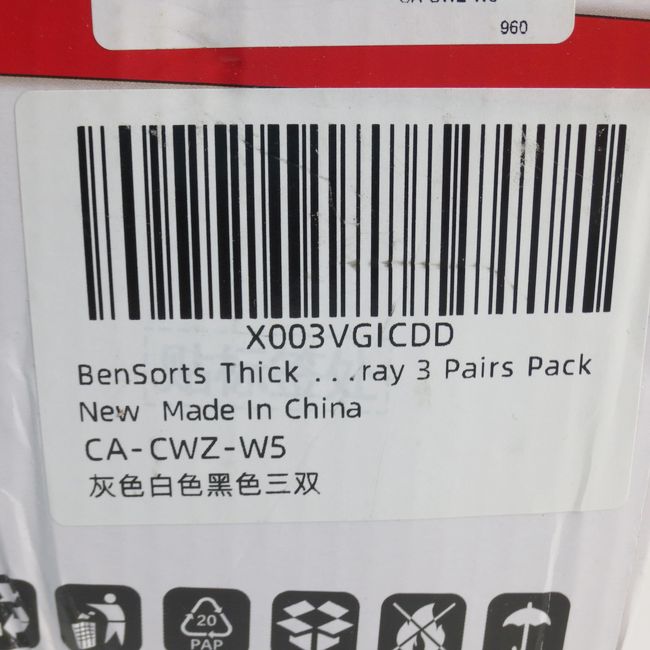 960
X003VGICDD
BenSorts Thick ...ray 3 Pairs Pack
New Made In China
CA-CWZ-W5
灰色白色黑色三双
20
PAP